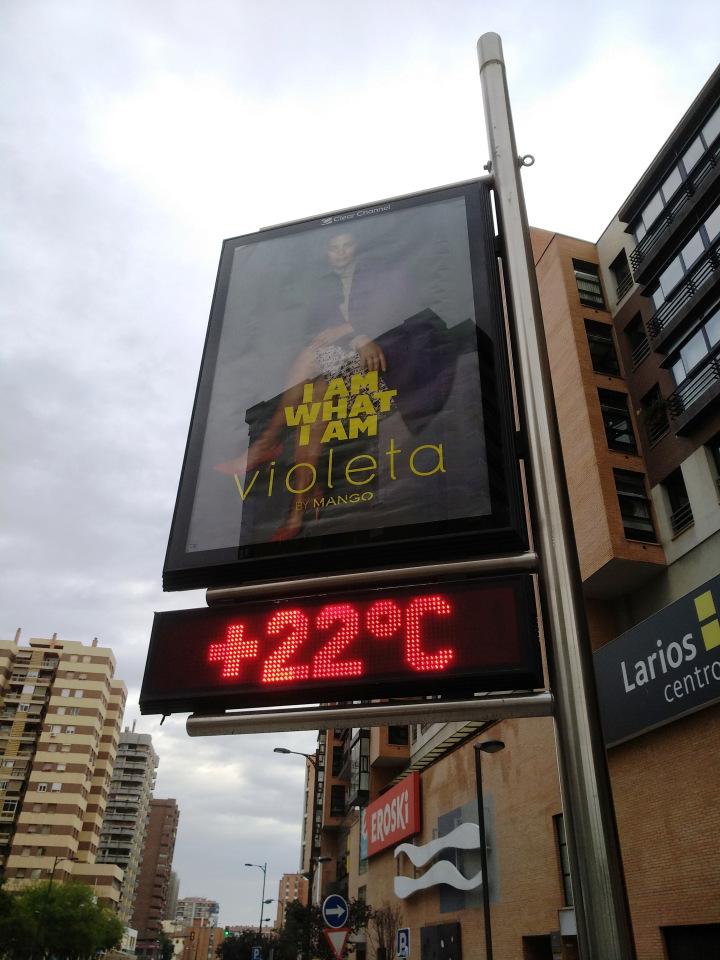 Clear Channel
I AM
WHAT
I AM
violeta
BY MANGO
+22°C
Larios
centro
EROSKI
B